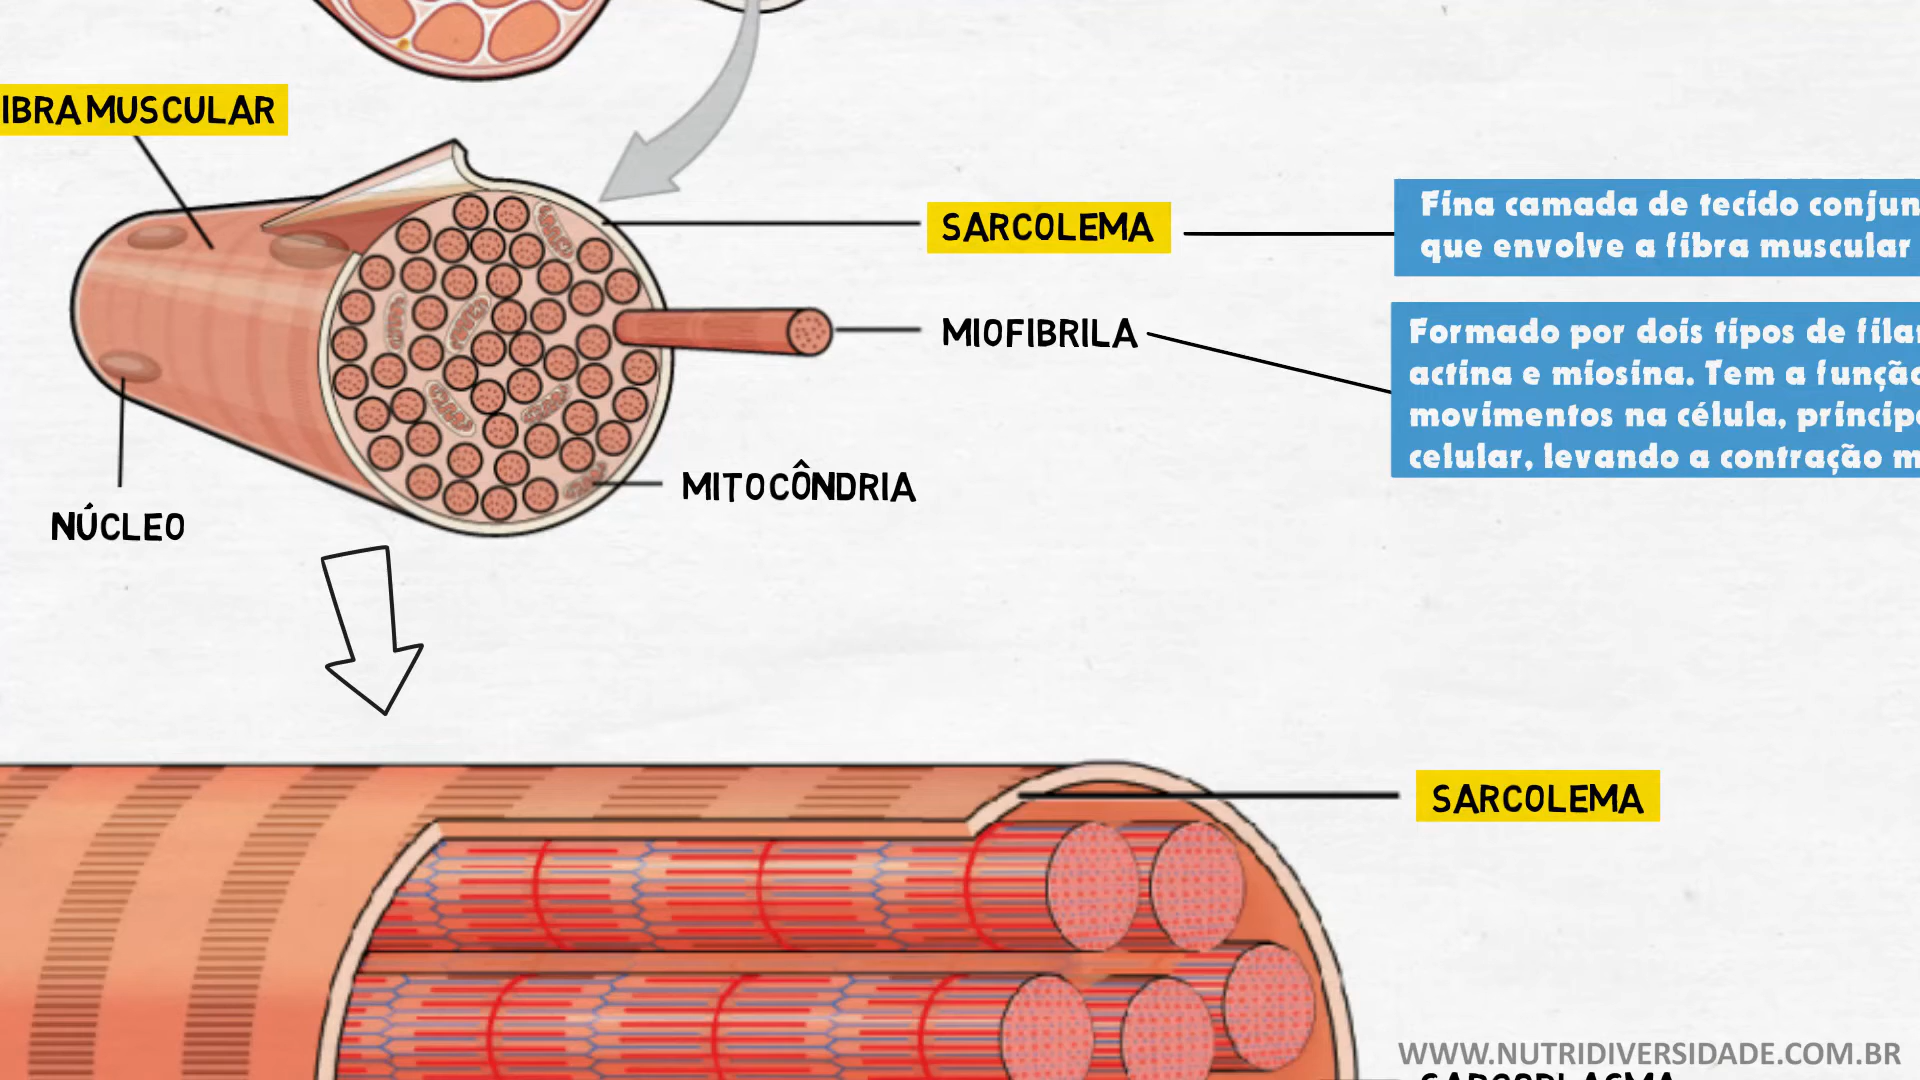 IBRA MUSCULAR
SARCOLEMA
Fina camada de tecido conjun
que envolve a fibra muscular
MIOFIBRILA
Formado por dois tipos de fila
actina e miosina. Tem a funçã
movimentos na célula, princip
celular, levando a contração m
MITOCÔNDRIA
NÚCLEO
SARCOLEMA
WWW.NUTRIDIVERSIDADE.COM.BR
SARCOPLASMA